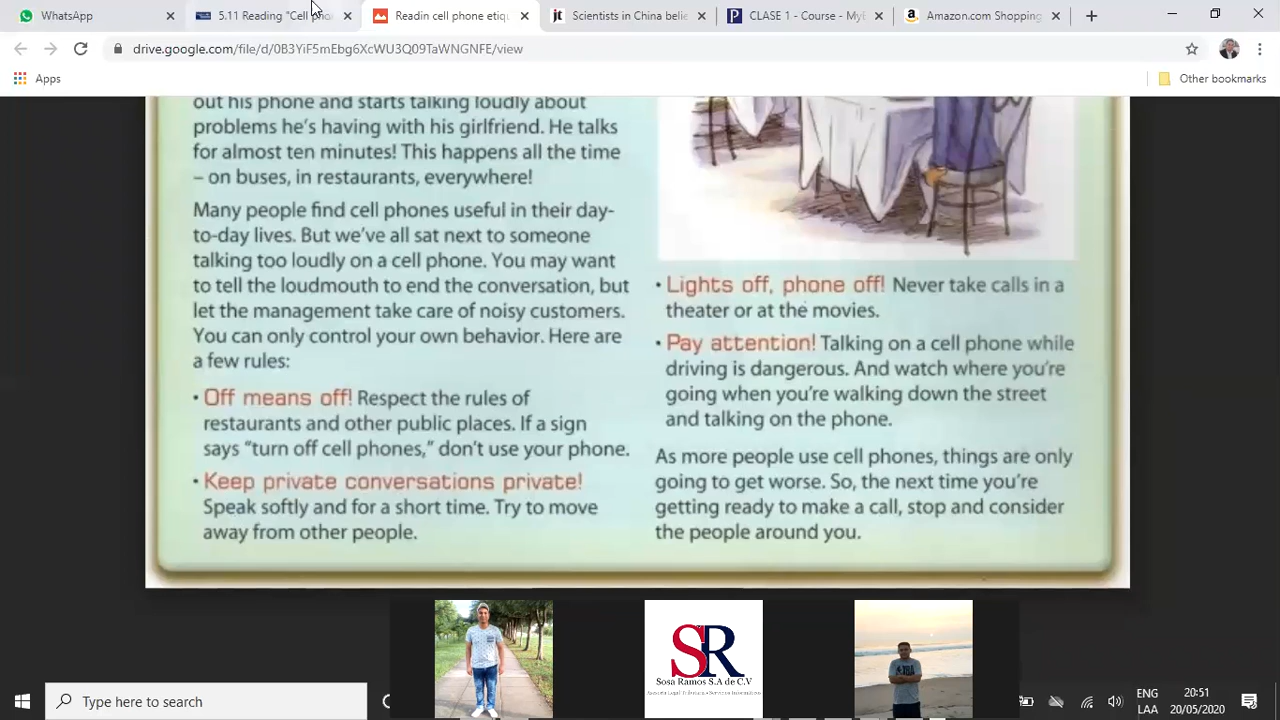 WhatsApp
5.11 Reading "Cell ph
Readin cell phone etiqu
Scientists in China belie
CLASE 1 - Course - MyE
Amazon.com Shopping
drive.google.com/file/d/0B3YiF5mEbg6XcWU3Q09TaWNGNFE/view
Apps
Other bookmarks
out his phone and starts talking loudly about
problems he's having with his girlfriend. He talks
for almost ten minutes! This happens all the time
– on buses, in restaurants, everywhere!
Many people find cell phones useful in their day-
to-day lives. But we've all sat next to someone
talking too loudly on a cell phone. You may want
to tell the loudmouth to end the conversation, but
let the management take care of noisy customers.
You can only control your own behavior. Here are
a few rules:
• Off means off! Respect the rules of
restaurants and other public places. If a sign
says "turn off cell phones," don't use your phone.
• Keep private conversations private!
Speak softly and for a short time. Try to move
away from other people.
• Lights off, phone off! Never take calls in a
theater or at the movies.
• Pay attention! Talking on a cell phone while
driving is dangerous. And watch where you're
going when you're walking down the street
and talking on the phone.
As more people use cell phones, things are only
going to get worse. So, the next time you're
getting ready to make a call, stop and consider
the people around you.
SR
Sosa Ramos S.A de C.V
Type here to search
ENG
LAA
20:51
20/05/2020